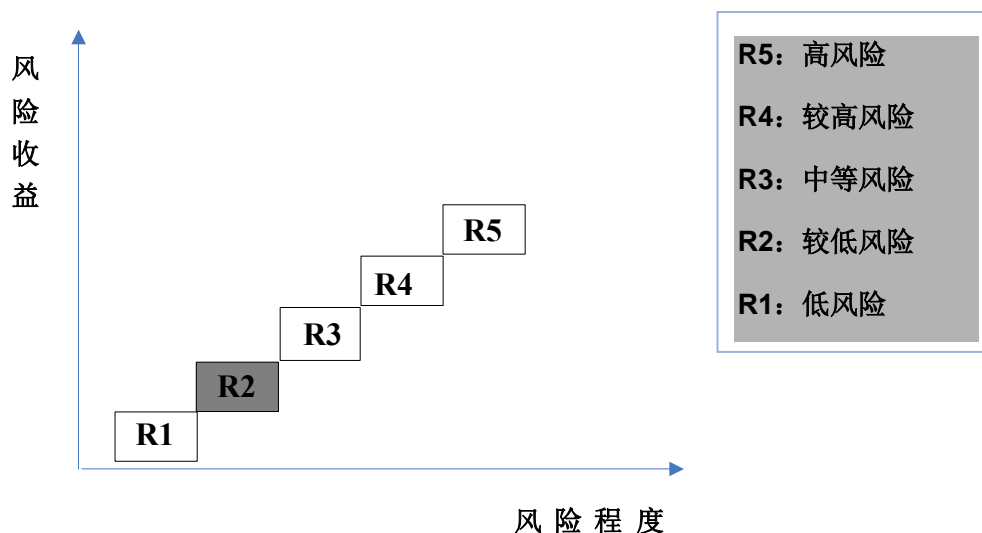 风
险
收
益
R5
R4
R3
R2
R1
风 险 程 度
R5：高风险
R4：较高风险
R3：中等风险
R2：较低风险
R1：低风险